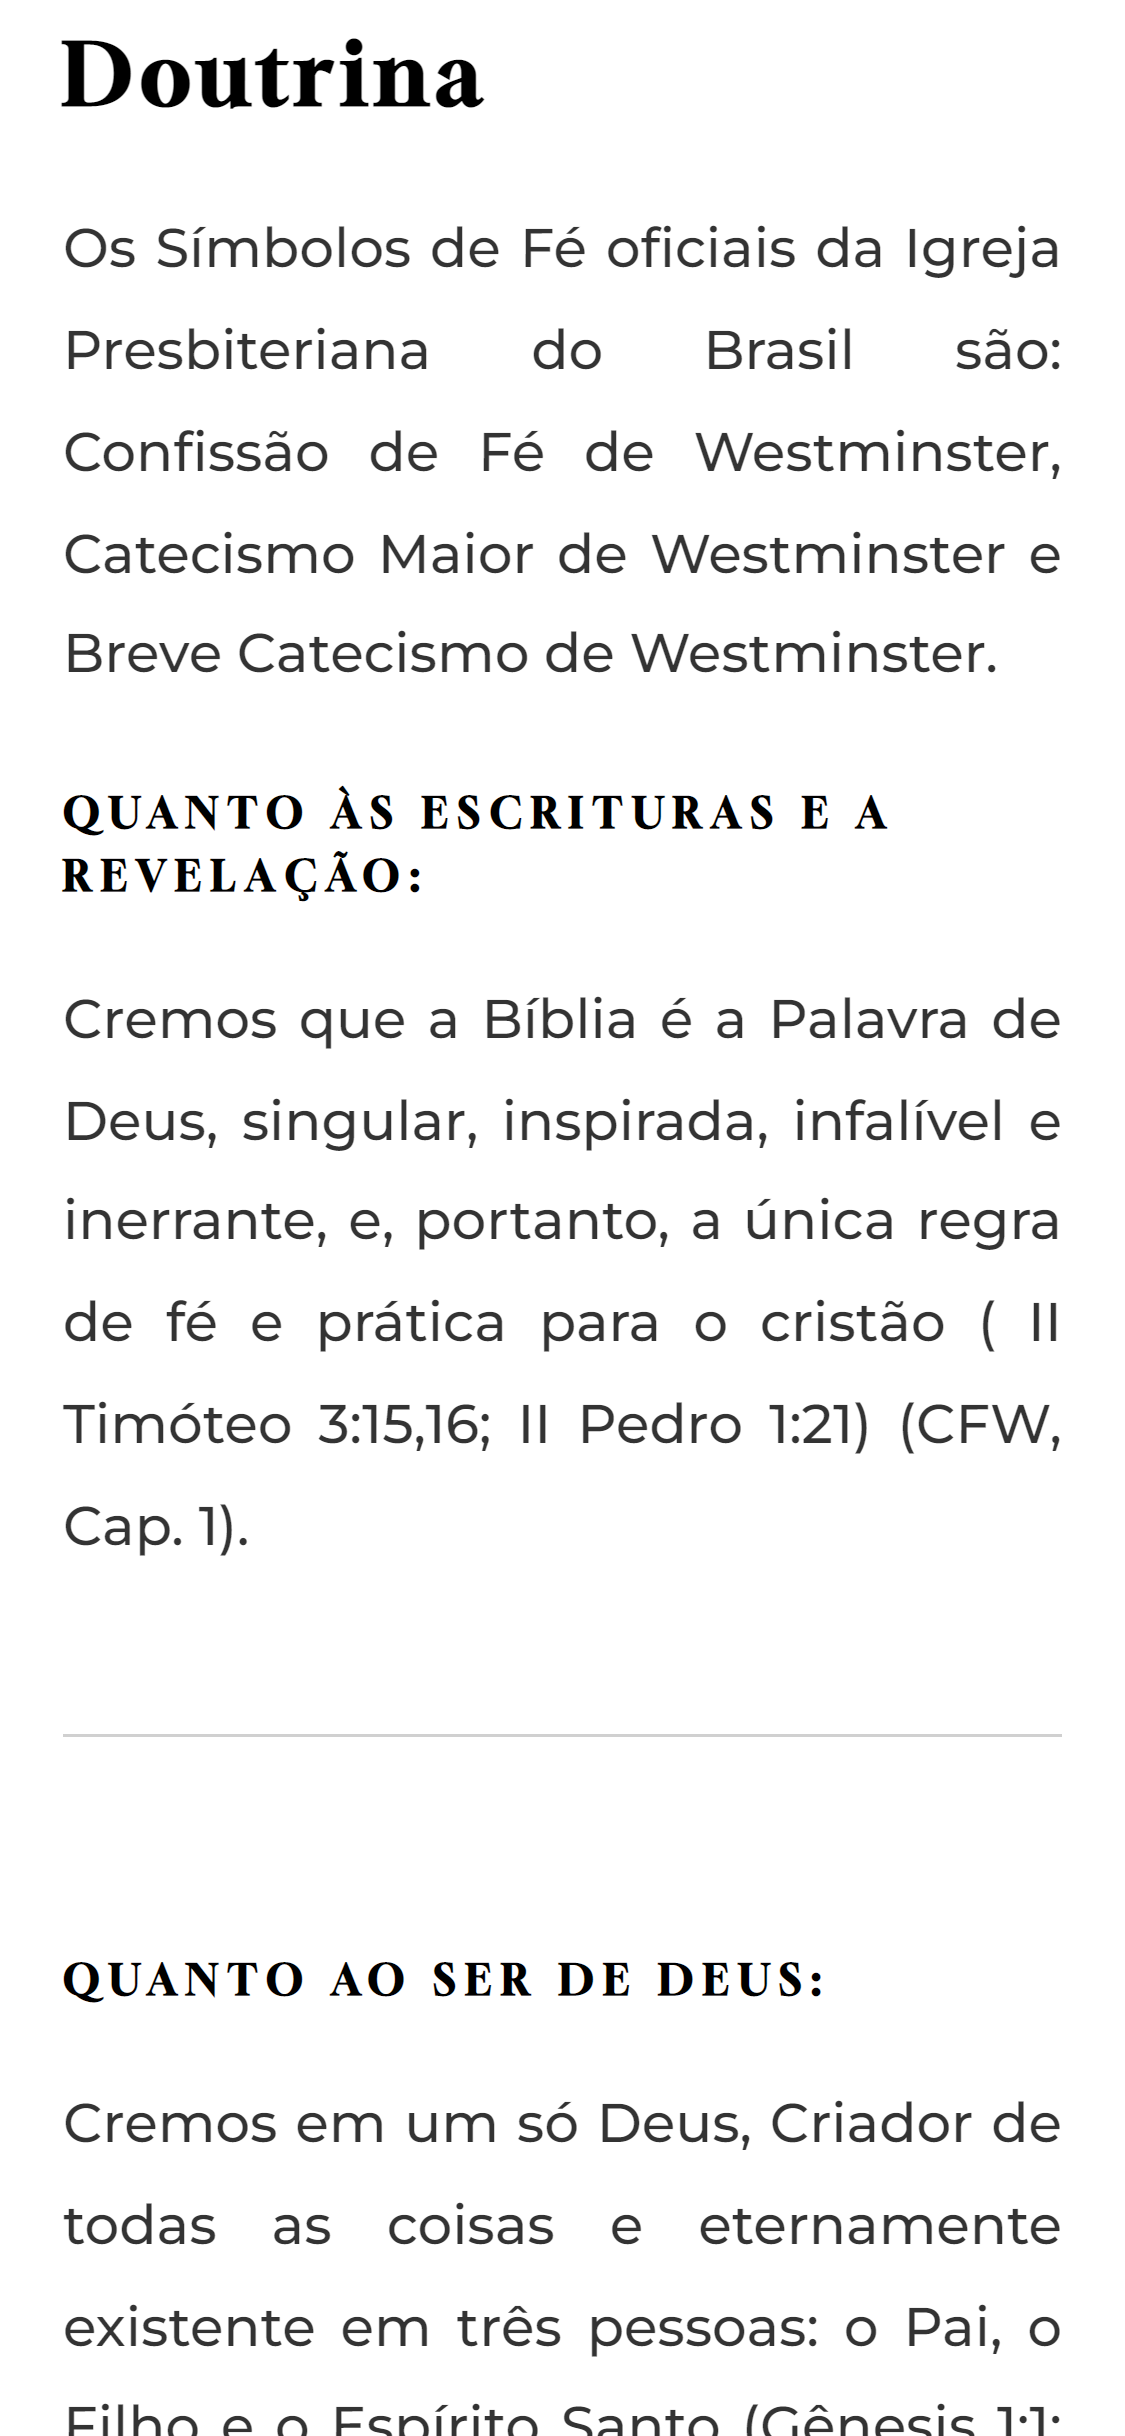 Doutrina
Os Símbolos de Fé oficiais da Igreja
Presbiteriana do Brasil são:
Confissão de Fé de Westminster,
Catecismo Maior de Westminster e
Breve Catecismo de Westminster.
QUANTO ÀS ESCRITURAS E A
REVELAÇÃO:
Cremos que a Bíblia é a Palavra de
Deus, singular, inspirada, infalível e
inerrante, e, portanto, a única regra
de fé e prática para o cristão ( II
Timóteo 3:15,16; II Pedro 1:21) (CFW,
Cap. 1).
QUANTO AO SER DE DEUS:
Cremos em um só Deus, Criador de
todas as coisas e eternamente
existente em três pessoas: o Pai, o
Filho e o Espírito Santo (Gênesis 1:1;